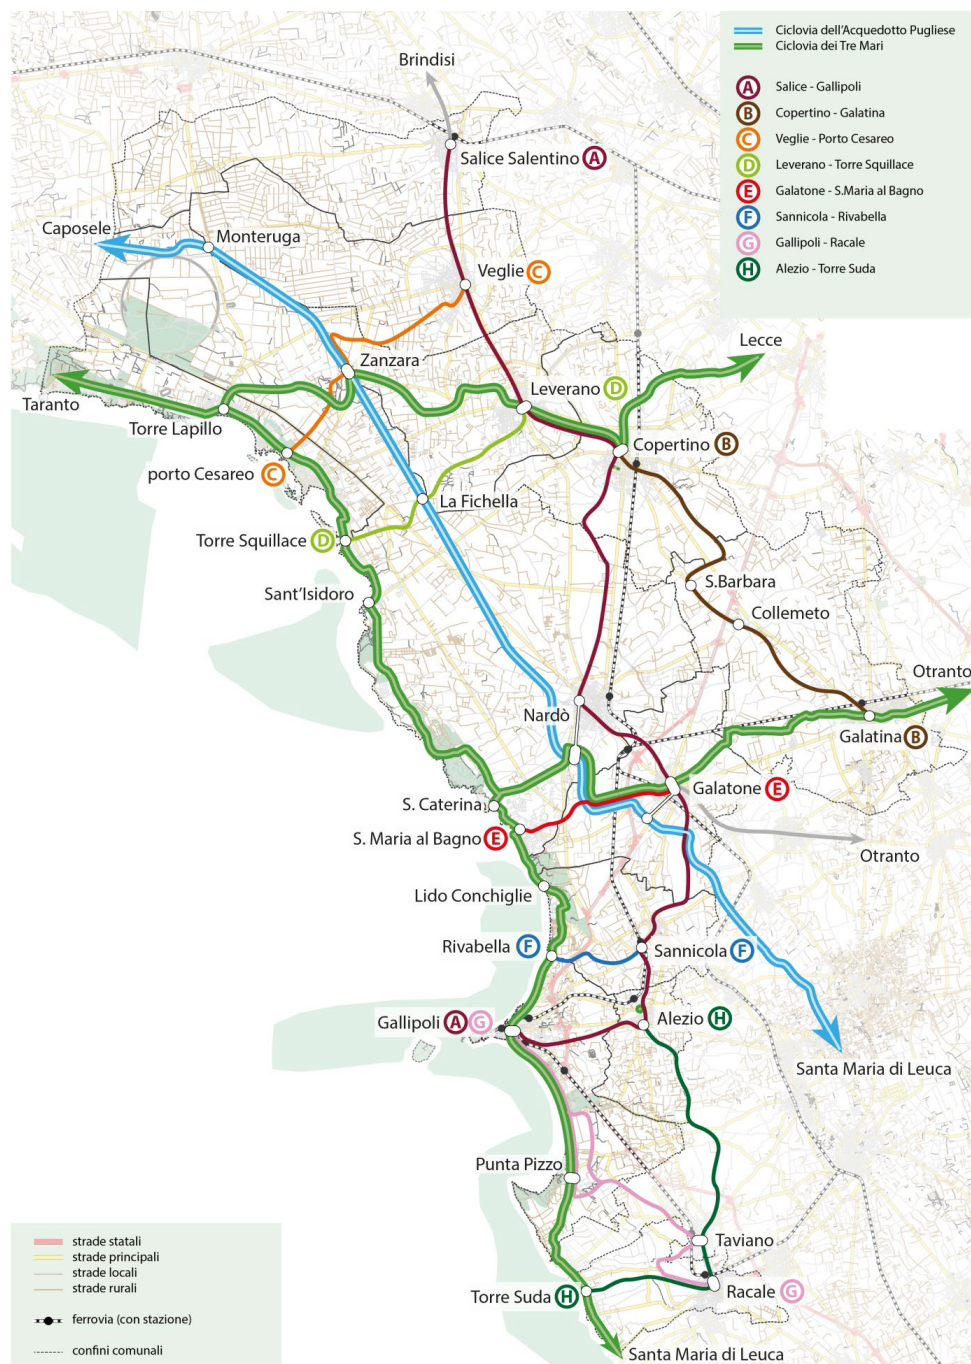 Ciclovia dell'Acquedotto Pugliese
Ciclovia dei Tre Mari
A Salice - Gallipoli
B Copertino - Galatina
C Veglie - Porto Cesareo
D Leverano - Torre Squillace
E Galatone - S.Maria al Bagno
F Sannicola - Rivabella
G Gallipoli - Racale
H Alezio - Torre Suda
Brindisi
Salice Salentino A
Caposele
Monteruga
Veglie C
Lecce
Zanzara
Leverano D
Taranto
Torre Lapillo
Copertino B
porto Cesareo
C
La Fichella
Torre Squillace D
S.Barbara
Sant'Isidoro
Collemeto
Otranto
Nardò
Galatina B
Galatone E
S. Caterina
S. Maria al Bagno E
Otranto
Lido Conchiglie
Rivabella F
Sannicola F
Gallipoli A G
Alezio H
Santa Maria di Leuca
Punta Pizzo
Taviano
Torre Suda H
Racale G
Santa Maria di Leuca
strade statali
strade principali
strade locali
strade rurali
ferrovia (con stazione)
confini comunali